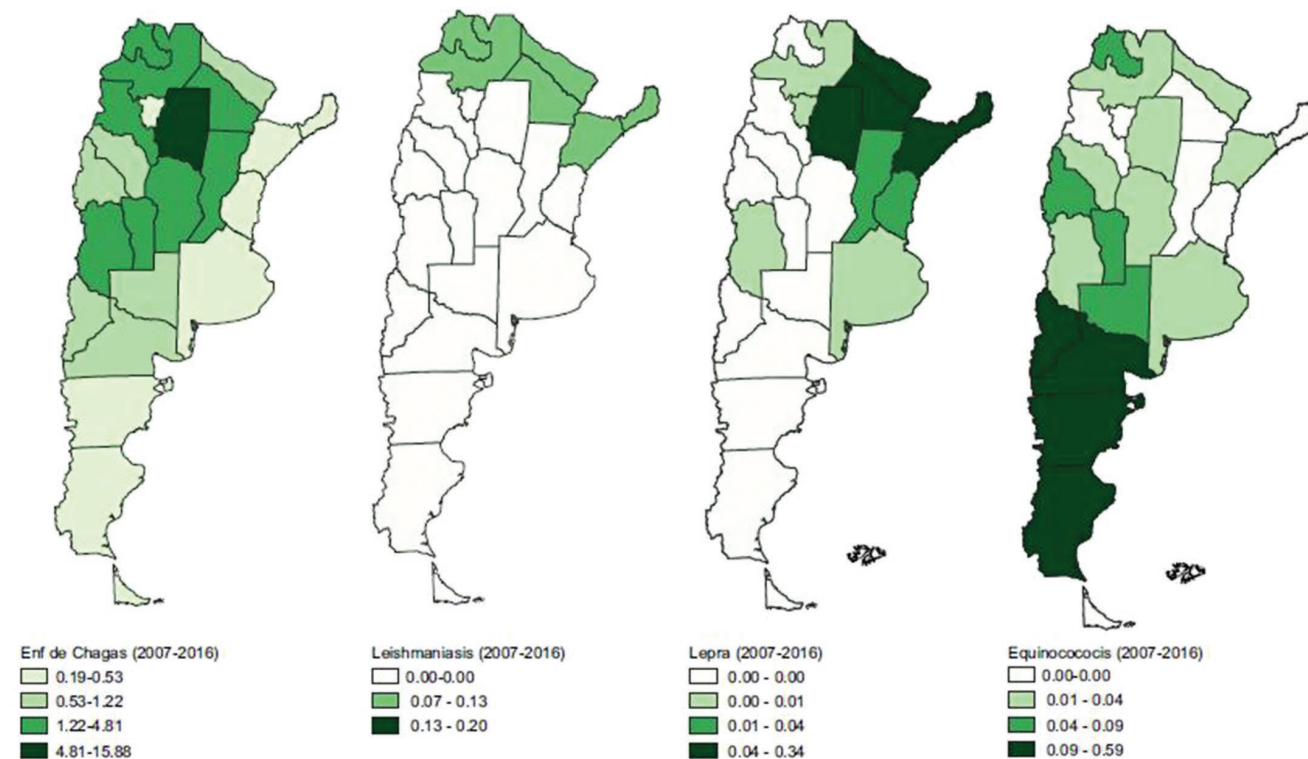 Enf de Chagas (2007-2016)
0.19-0.53
0.53-1.22
1.22-4.81
4.81-15.88
Leishmaniasis (2007-2016)
0.00-0.00
0.07 - 0.13
0.13 - 0.20
Lepra (2007-2016)
0.00 - 0.00
0.00 - 0.01
0.01 - 0.04
0.04 - 0.34
Equinococócis (2007-2016)
0.00-0.00
0.01 - 0.04
0.04 - 0.09
0.09 - 0.59